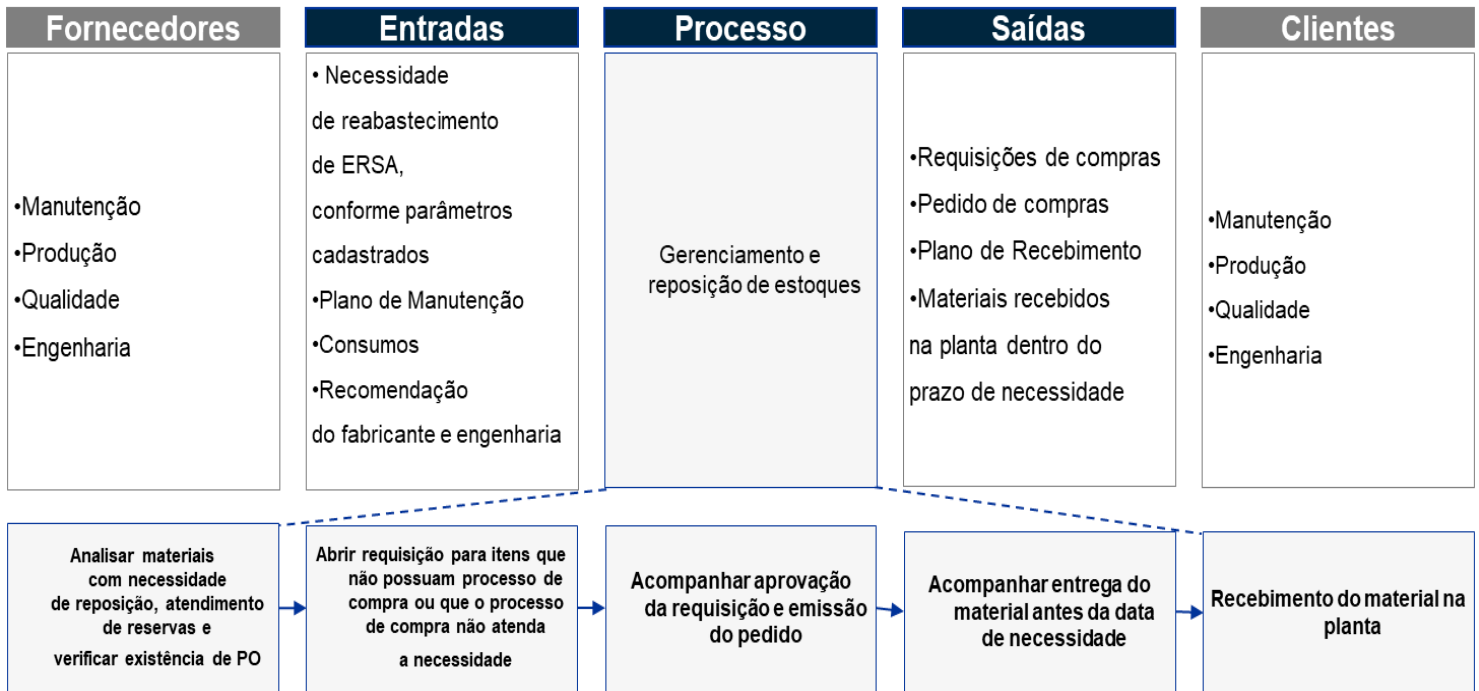 Fornecedores
•Manutenção
•Produção
•Qualidade
•Engenharia
Entradas
• Necessidade
de reabastecimento
de ERSA,
conforme parâmetros
cadastrados
•Plano de Manutenção
•Consumos
•Recomendação
do fabricante e engenharia
Processo
Gerenciamento e
reposição de estoques
Saídas
•Requisições de compras
•Pedido de compras
•Plano de Recebimento
•Materiais recebidos
na planta dentro do
prazo de necessidade
Clientes
•Manutenção
•Produção
•Qualidade
•Engenharia
Analisar materiais
com necessidade
de reposição, atendimento
de reservas e
verificar existência de PO
Abrir requisição para itens que
não possuam processo de
compra ou que o processo
de compra não atenda
a necessidade
Acompanhar aprovação
da requisição e emissão
do pedido
Acompanhar entrega do
material antes da data
de necessidade
Recebimento do material na
planta